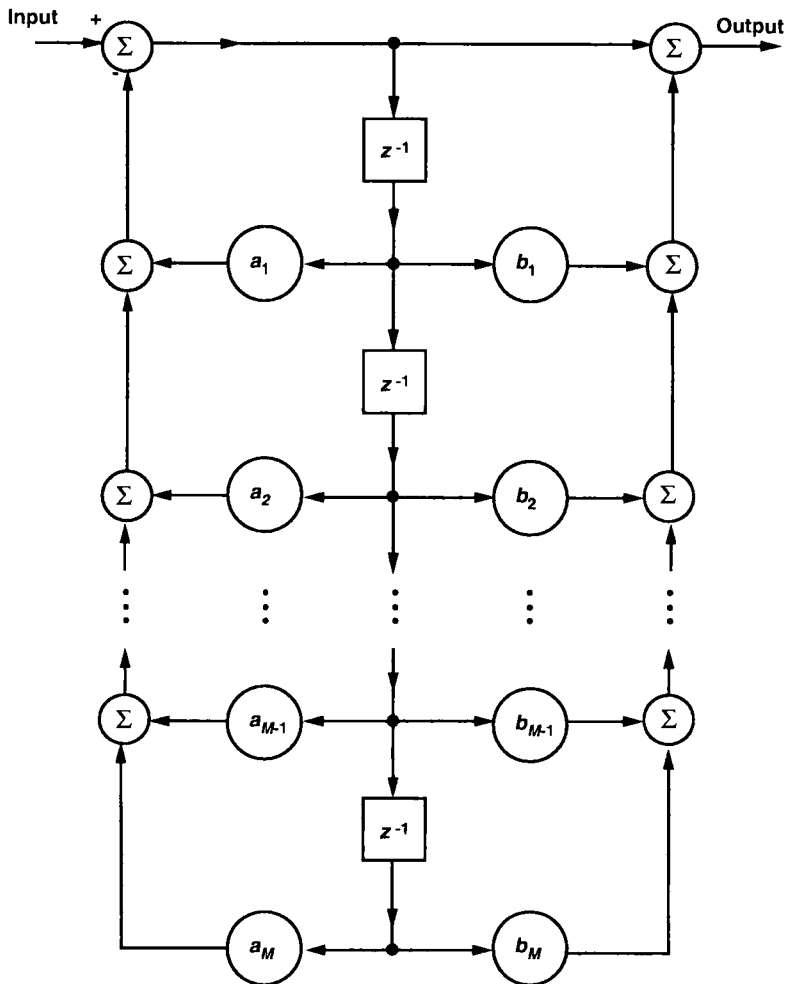 Input + Σ Σ Output
-
z⁻¹
Σ a₁ b₁ Σ
z⁻¹
Σ a₂ b₂ Σ
Σ a_{M-1} b_{M-1} Σ
z⁻¹
a_M b_M